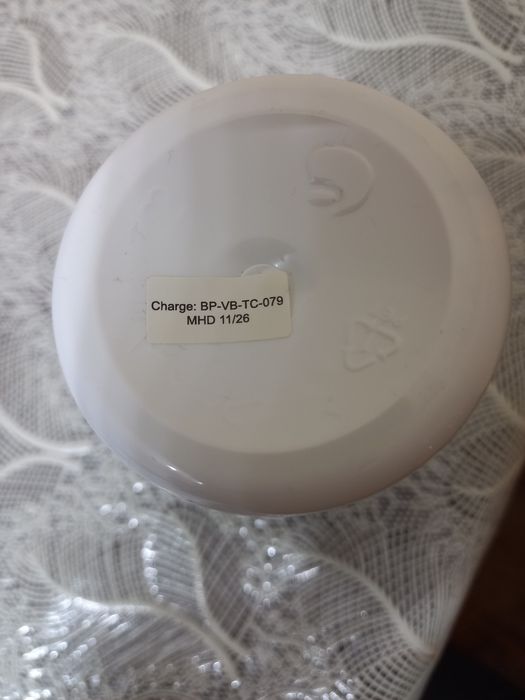 Charge: BP-VB-TC-079
MHD 11/26